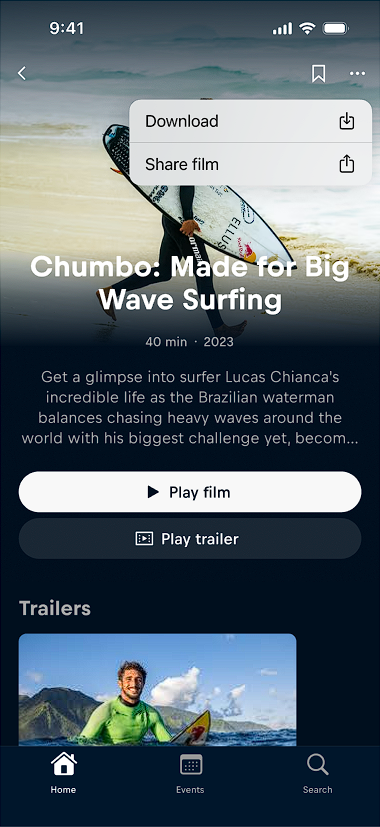 9:41
Download
Share film
ELLUS
Chumbo: Made for Big
Wave Surfing
40 min · 2023
Get a glimpse into surfer Lucas Chianca's
incredible life as the Brazilian waterman
balances chasing heavy waves around the
world with his biggest challenge yet, becom...
Play film
Play trailer
Trailers
Home
Events
Search